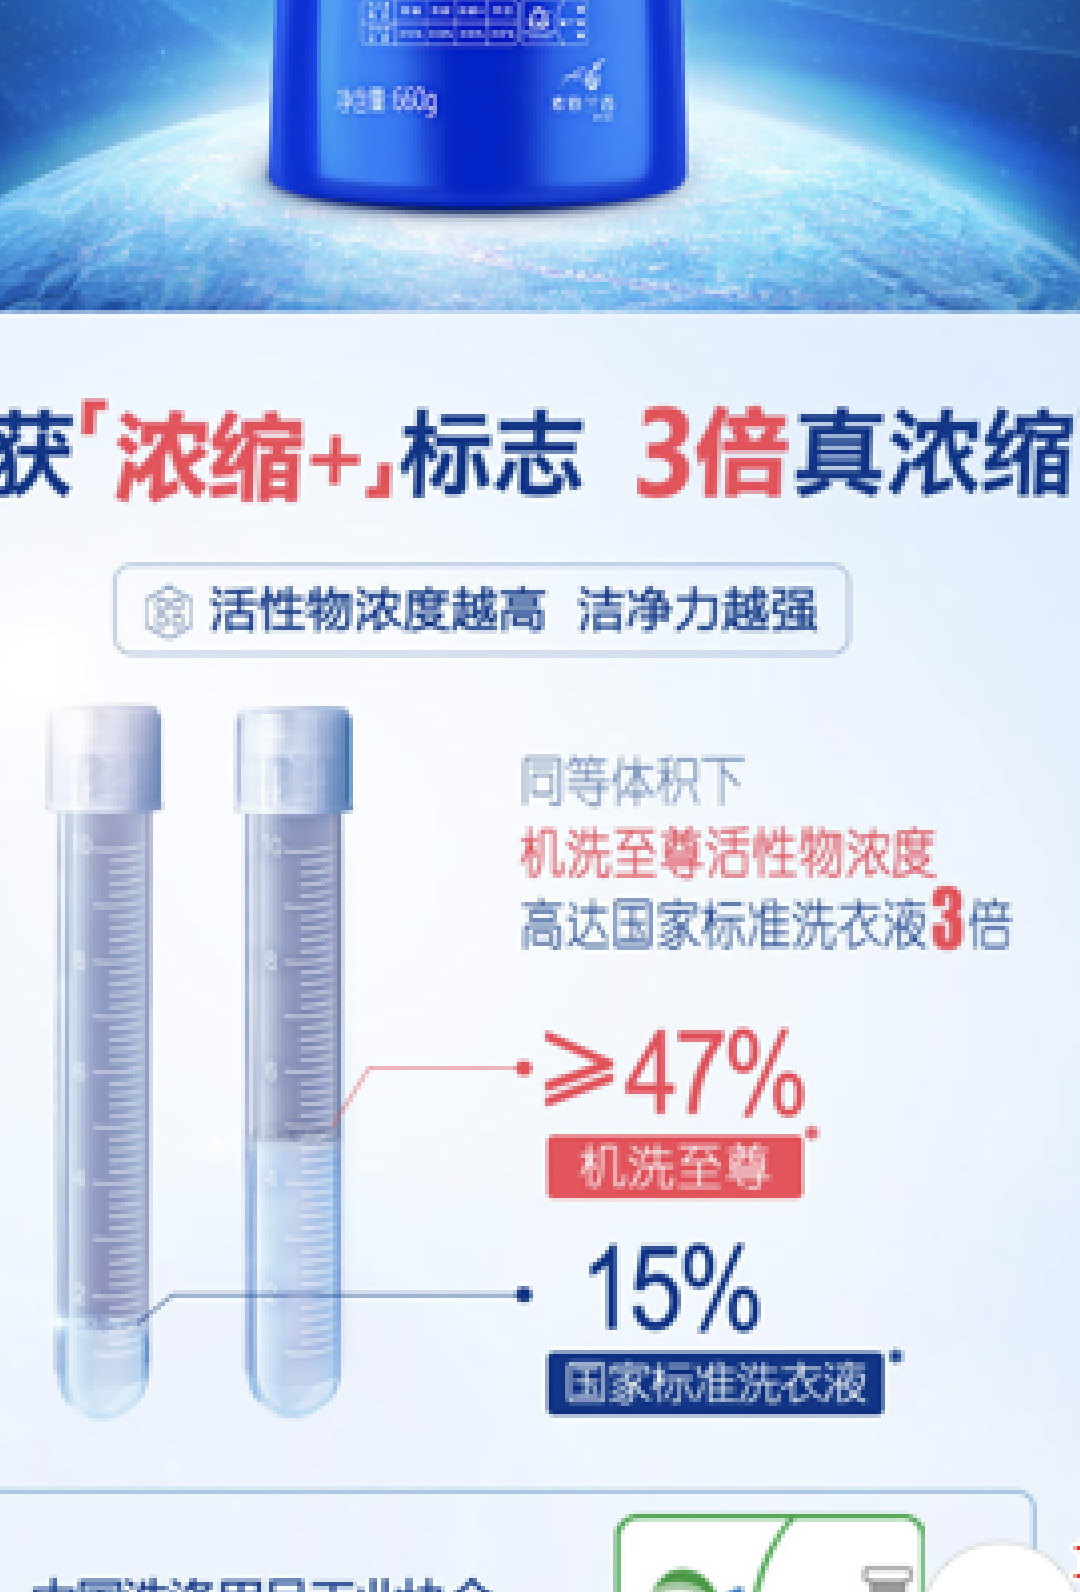 净含量:660g
获「浓缩+」标志 3倍真浓缩
活性物浓度越高 洁净力越强
同等体积下
机洗至尊活性物浓度
高达国家标准洗衣液3倍
≥47%
机洗至尊
15%
国家标准洗衣液